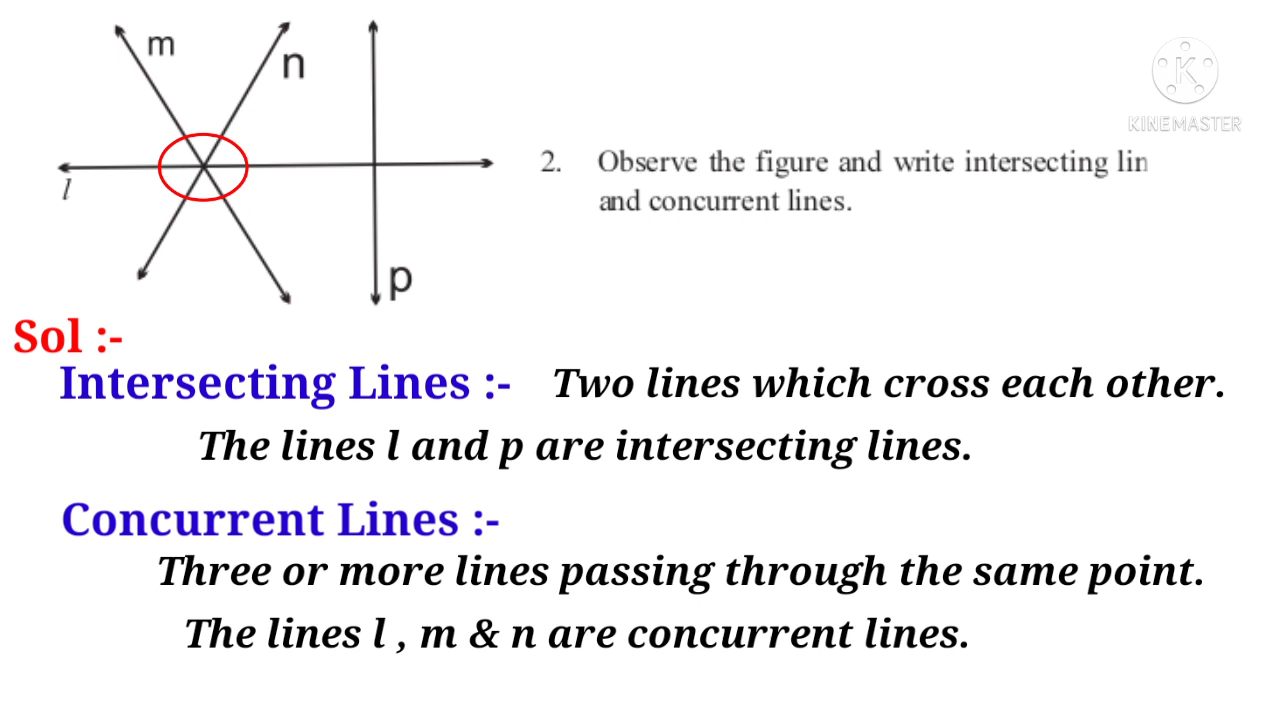 m
n
K
KINEMASTER
l
2. Observe the figure and write intersecting lin
and concurrent lines.
p
Sol :-
Intersecting Lines :- Two lines which cross each other.
The lines l and p are intersecting lines.
Concurrent Lines :-
Three or more lines passing through the same point.
The lines l , m & n are concurrent lines.